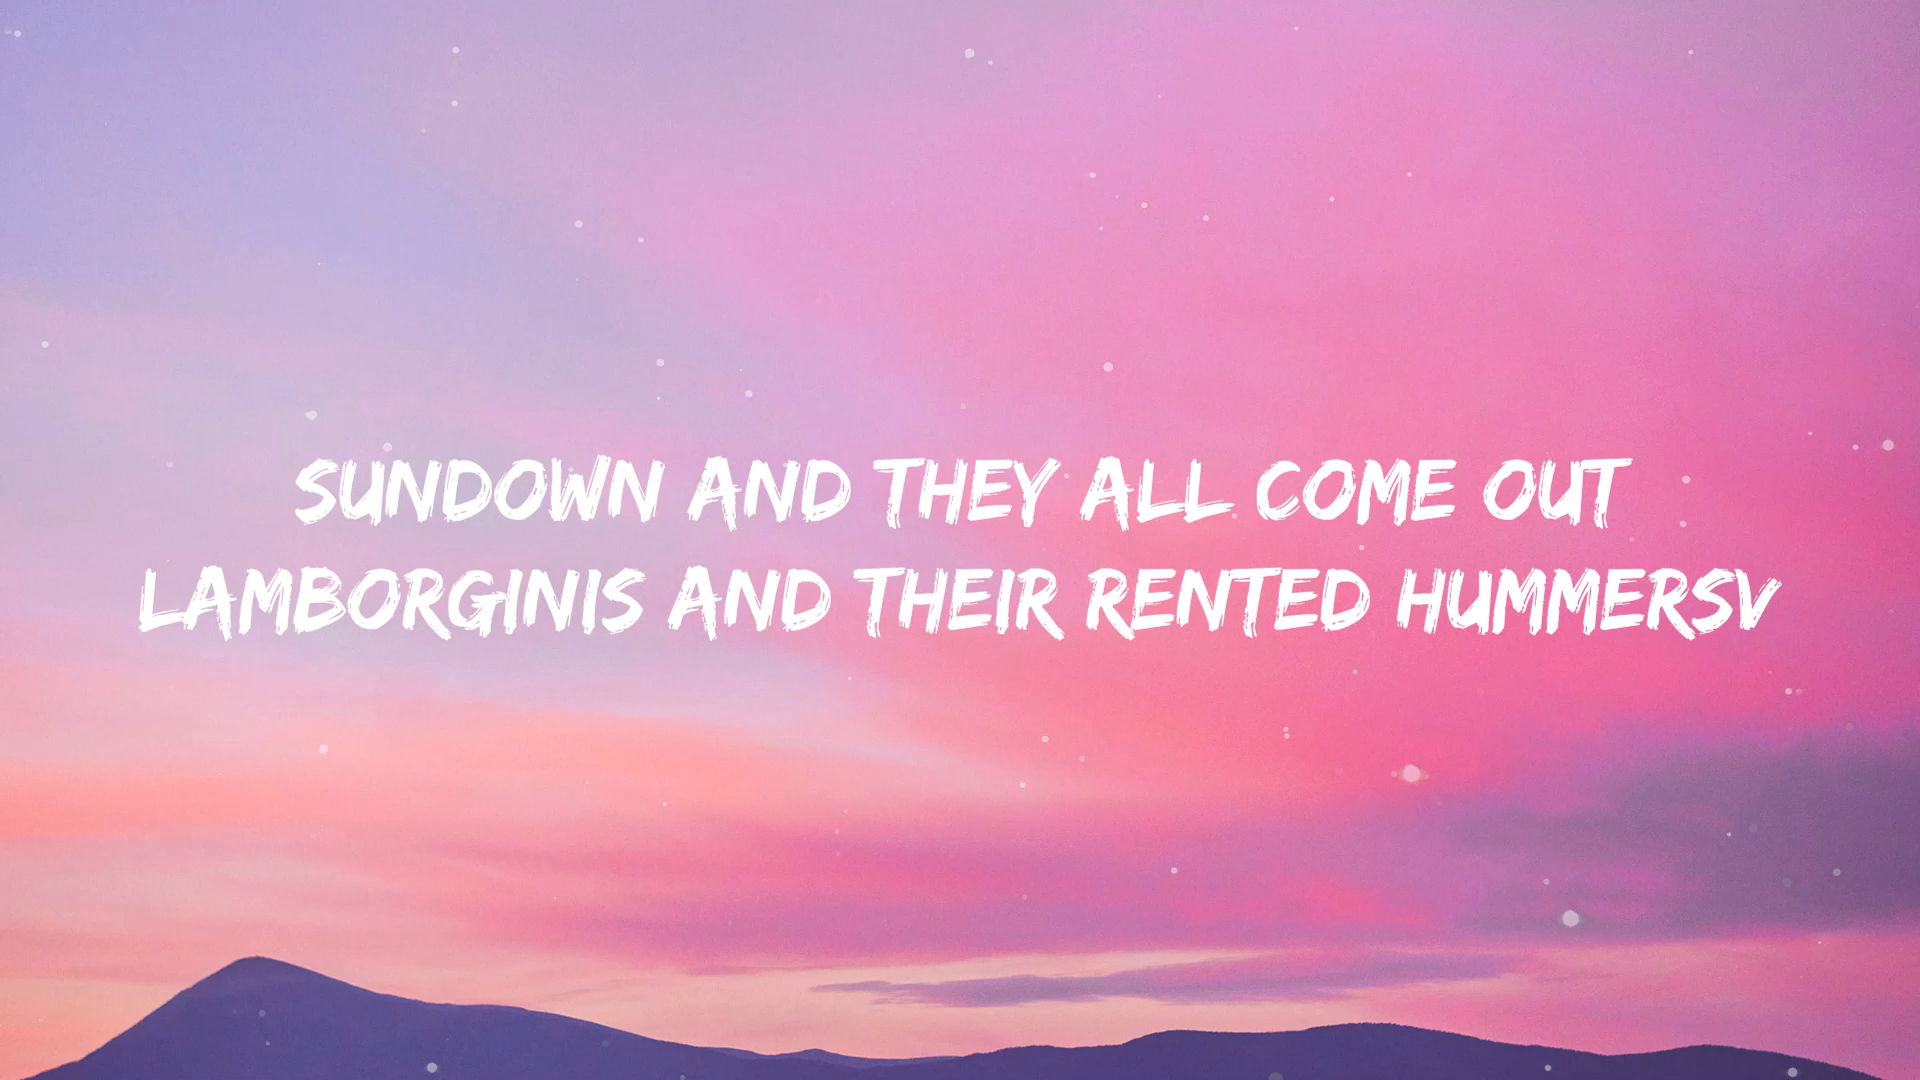 SUNDOWN AND THEY ALL COME OUT
LAMBORGINIS AND THEIR RENTED HUMMERSV